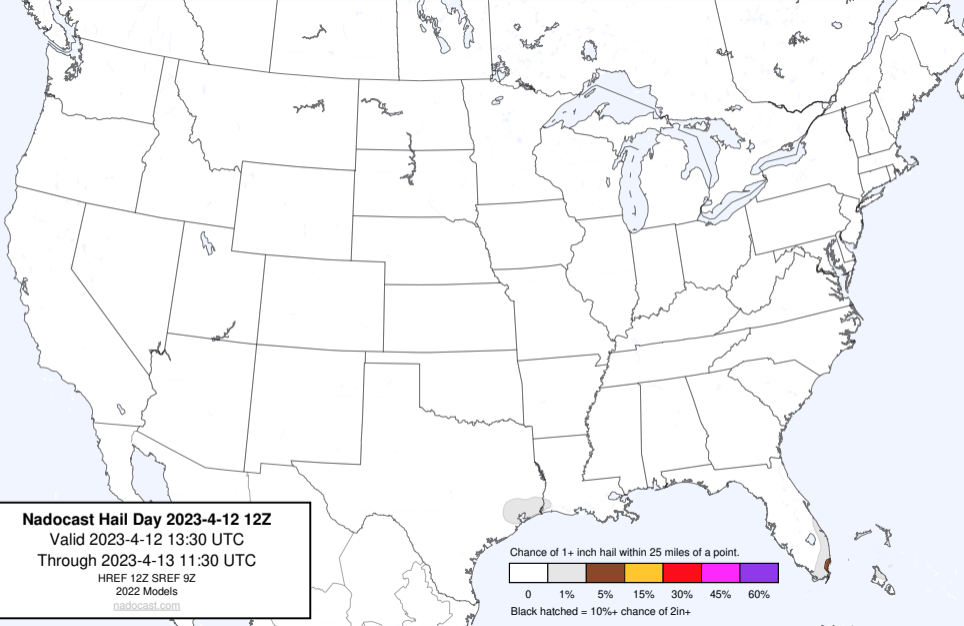 Nadocast Hail Day 2023-4-12 12Z
Valid 2023-4-12 13:30 UTC
Through 2023-4-13 11:30 UTC
HREF 12Z SREF 9Z
2022 Models
nadocast.com
Chance of 1+ inch hail within 25 miles of a point.
0 1% 5% 15% 30% 45% 60%
Black hatched = 10%+ chance of 2in+